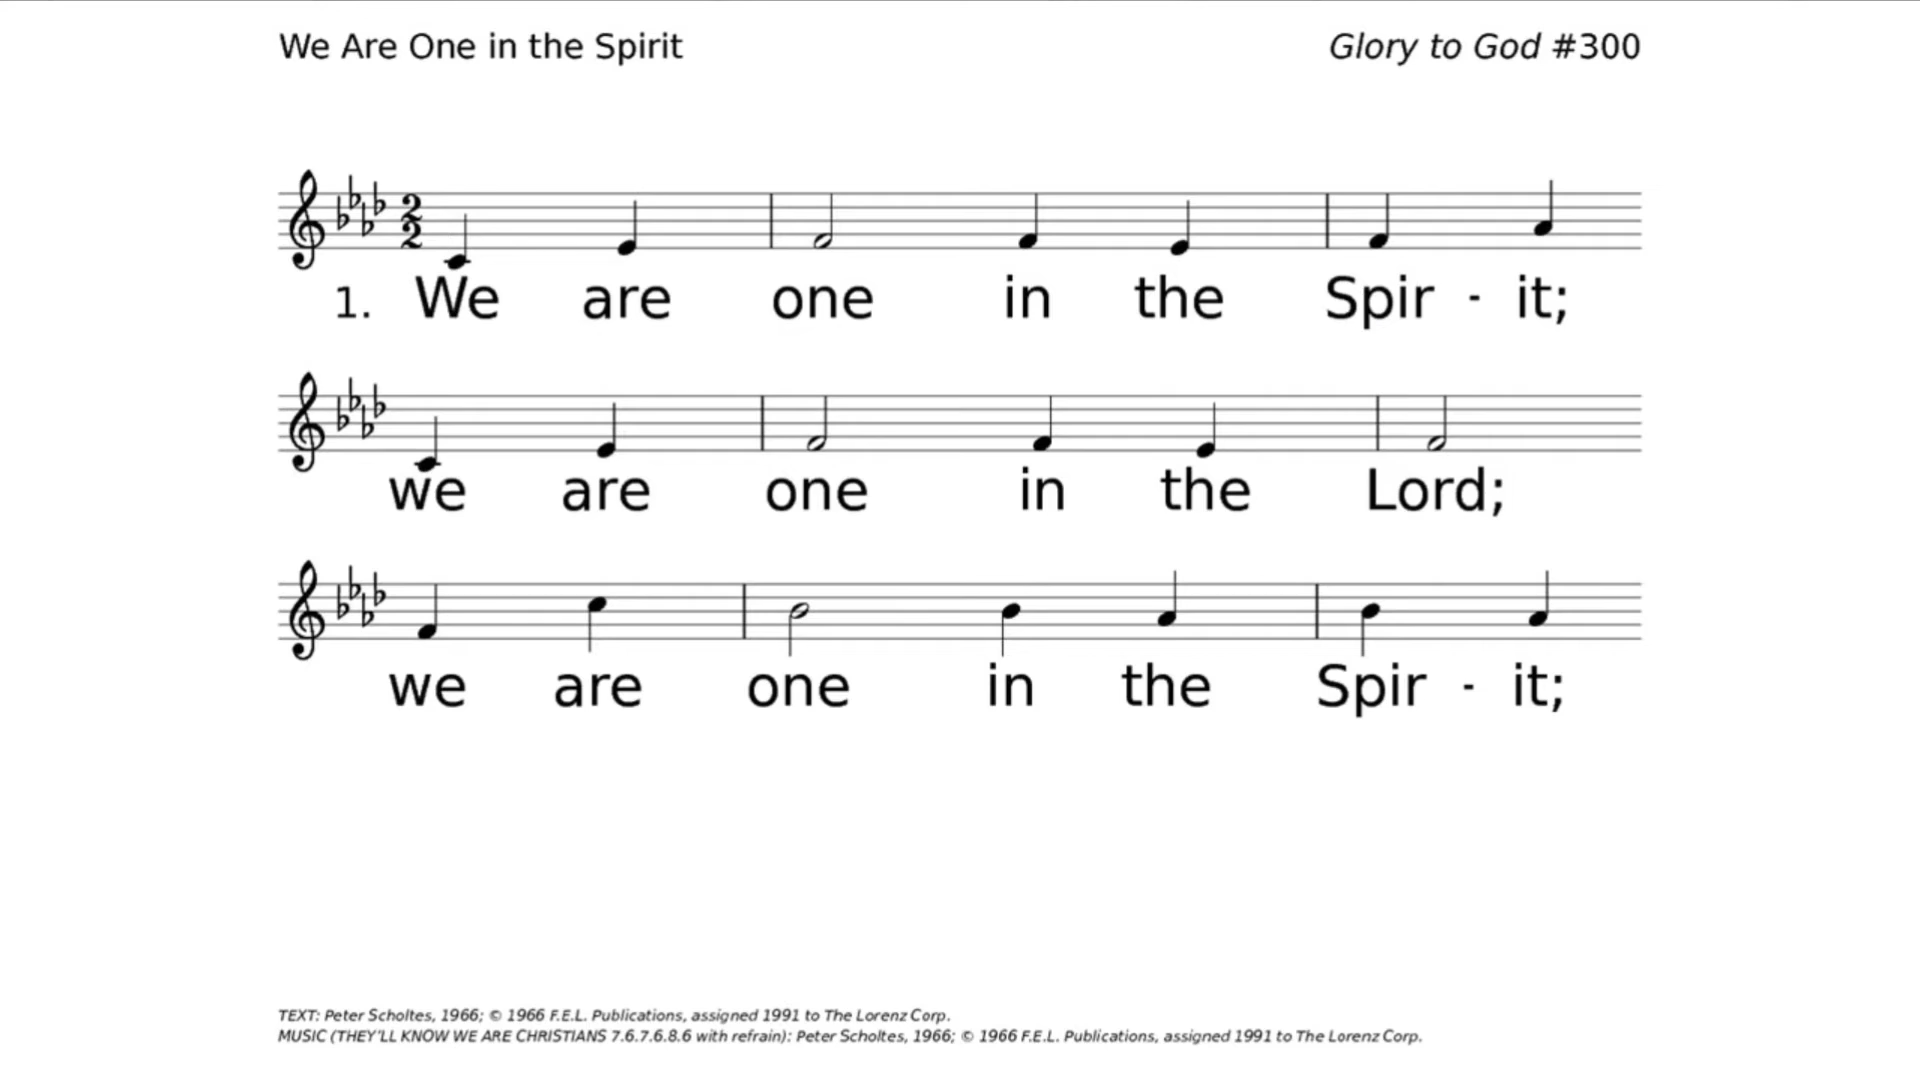 We Are One in the Spirit
Glory to God #300
1. We are one in the Spir - it;
we are one in the Lord;
we are one in the Spir - it;
TEXT: Peter Scholtes, 1966; © 1966 F.E.L. Publications, assigned 1991 to The Lorenz Corp.
MUSIC (THEY'LL KNOW WE ARE CHRISTIANS 7.6.7.6.8.6 with refrain): Peter Scholtes, 1966; © 1966 F.E.L. Publications, assigned 1991 to The Lorenz Corp.